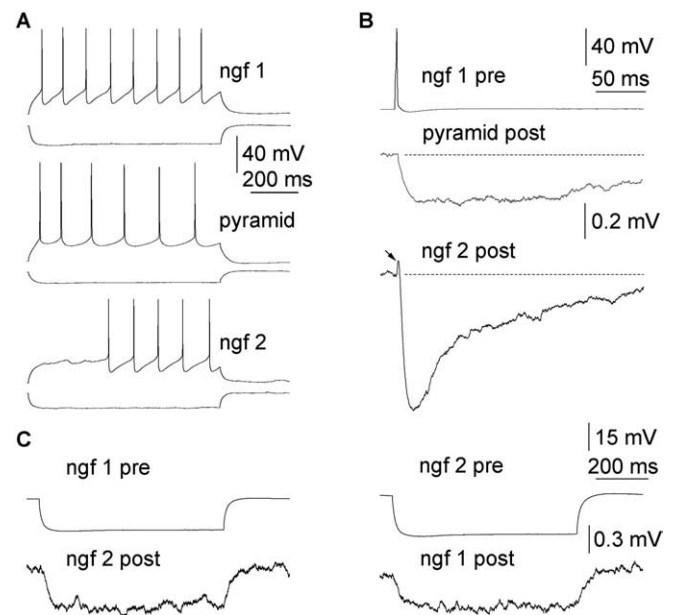 A
ngf 1
40 mV
200 ms
pyramid
ngf 2
B
40 mV
50 ms
ngf 1 pre
pyramid post
0.2 mV
ngf 2 post
C
ngf 1 pre
ngf 2 post
15 mV
200 ms
ngf 2 pre
0.3 mV
ngf 1 post